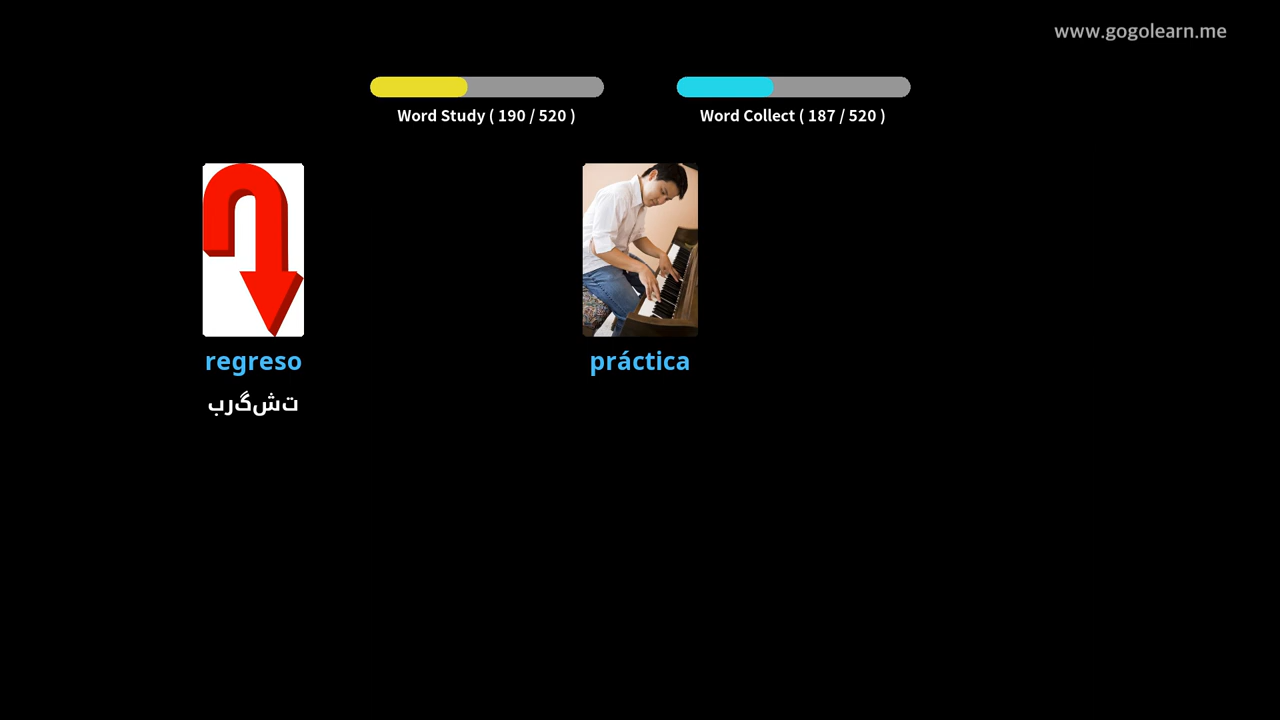 www.gogolearn.me
Word Study ( 190 / 520 )
Word Collect ( 187 / 520 )
regreso
práctica
تشگرب